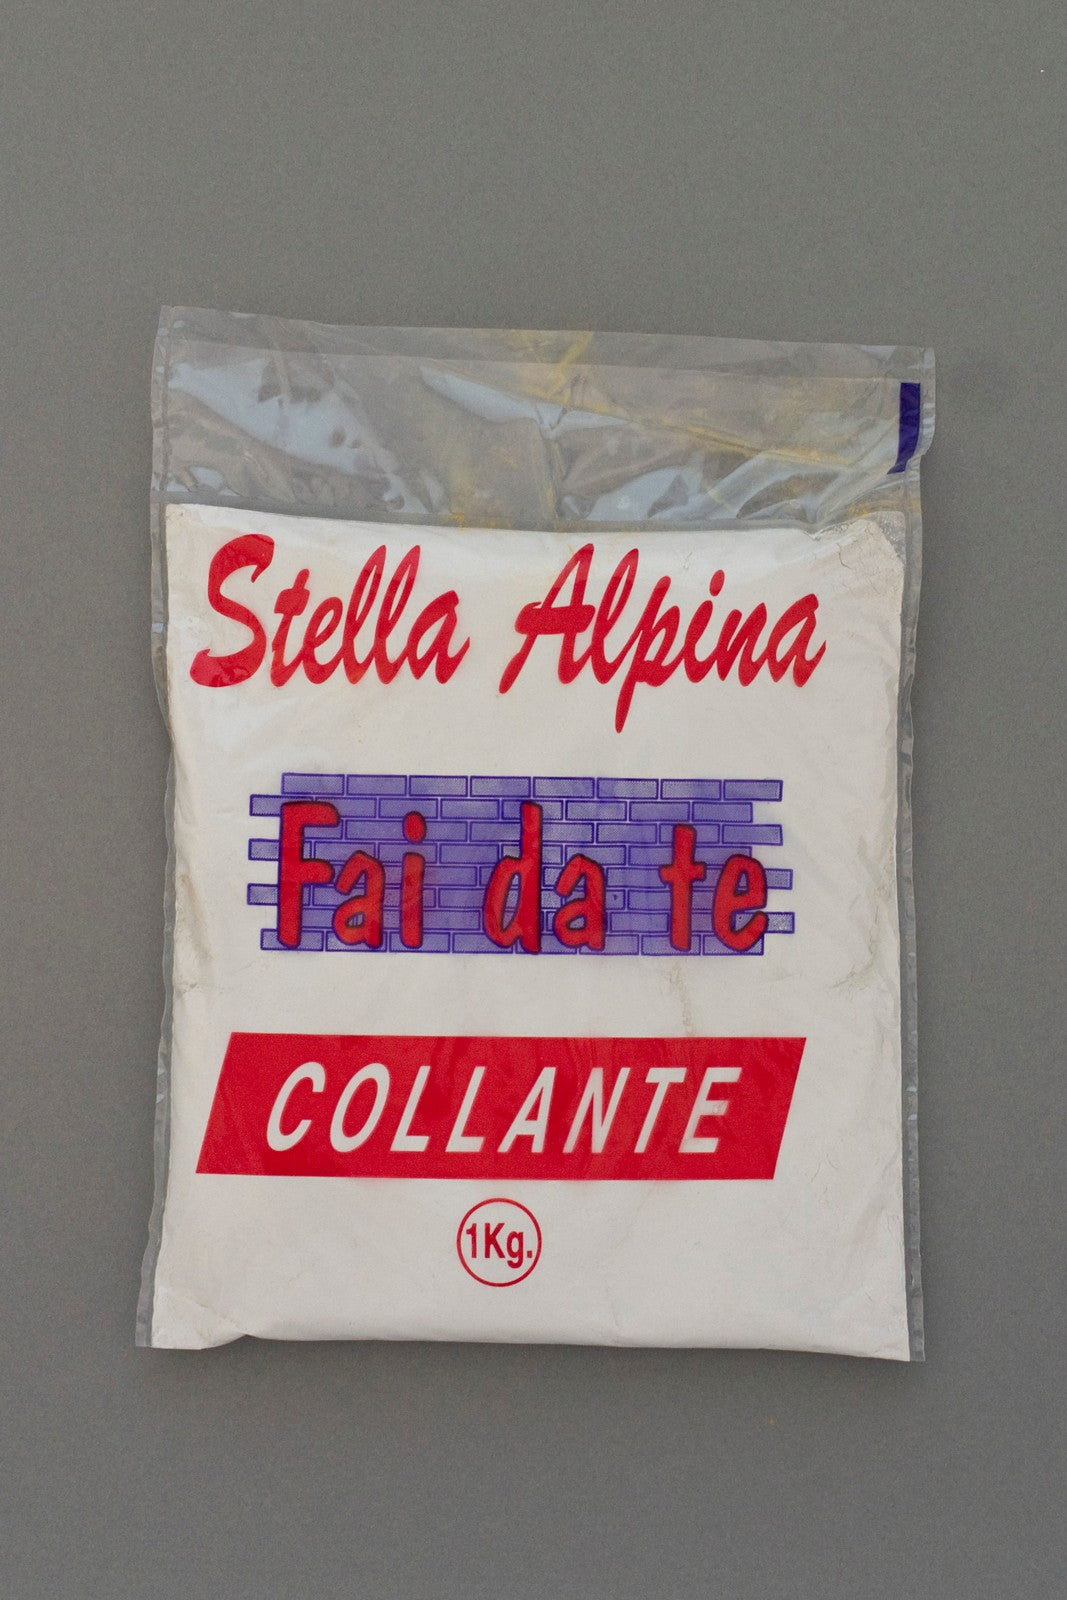 Stella Alpina
Fai da te
COLLANTE
1Kg.